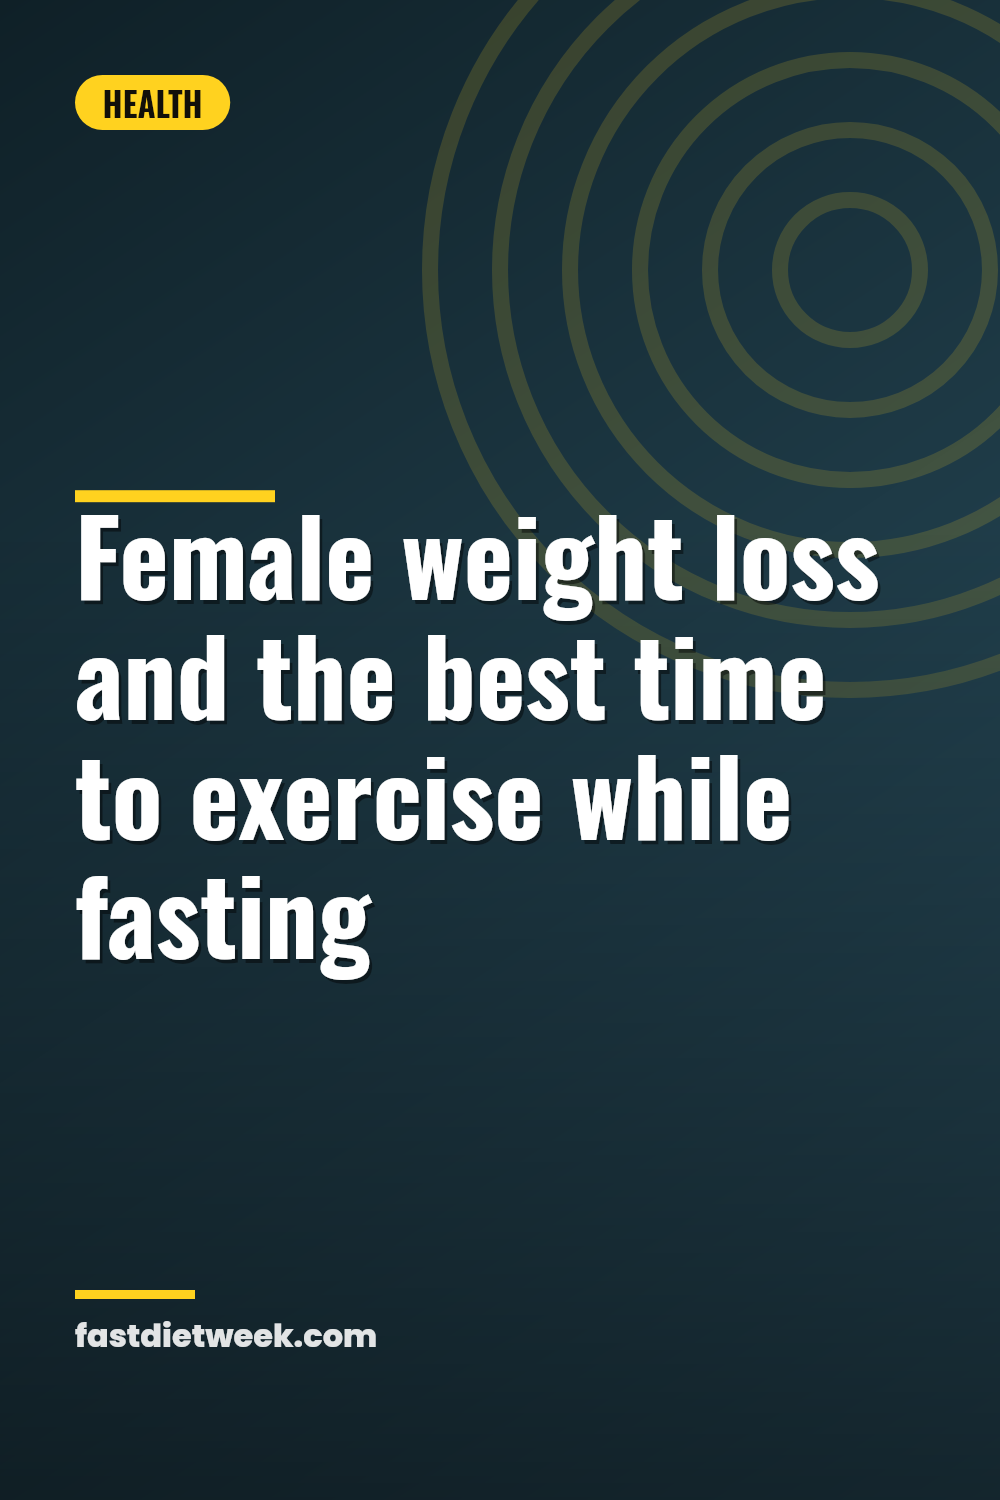 HEALTH
Female weight loss
and the best time
to exercise while
fasting
fastdietweek.com